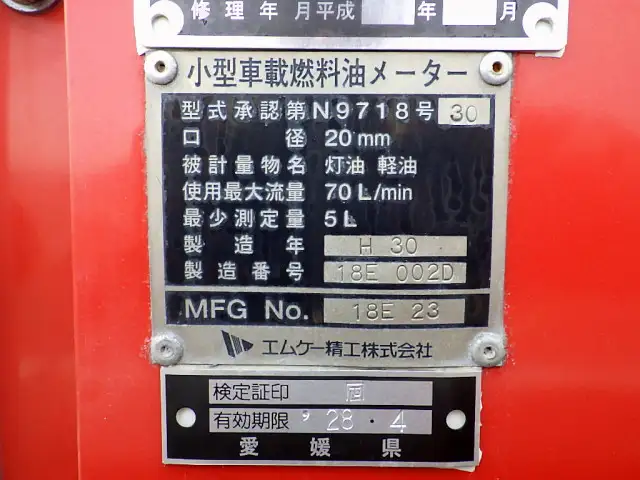 修理年月平成 年 月
小型車載燃料油メーター
型式承認第N9718号 30
口径 20mm
被計量物名 灯油 軽油
使用最大流量 70L/min
最少測定量 5L
製造年 H 30
製造番号 18E 002D
MFG No. 18E 23
エムケー精工株式会社
検定証印
有効期限 '28・4
愛媛県